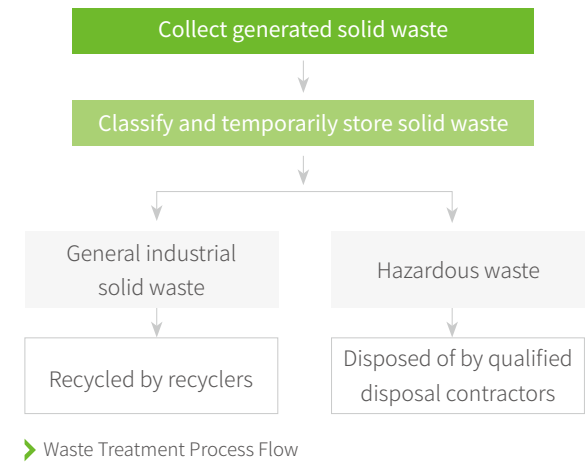 Collect generated solid waste
Classify and temporarily store solid waste
General industrial
solid waste
Hazardous waste
Recycled by recyclers
Disposed of by qualified
disposal contractors
Waste Treatment Process Flow